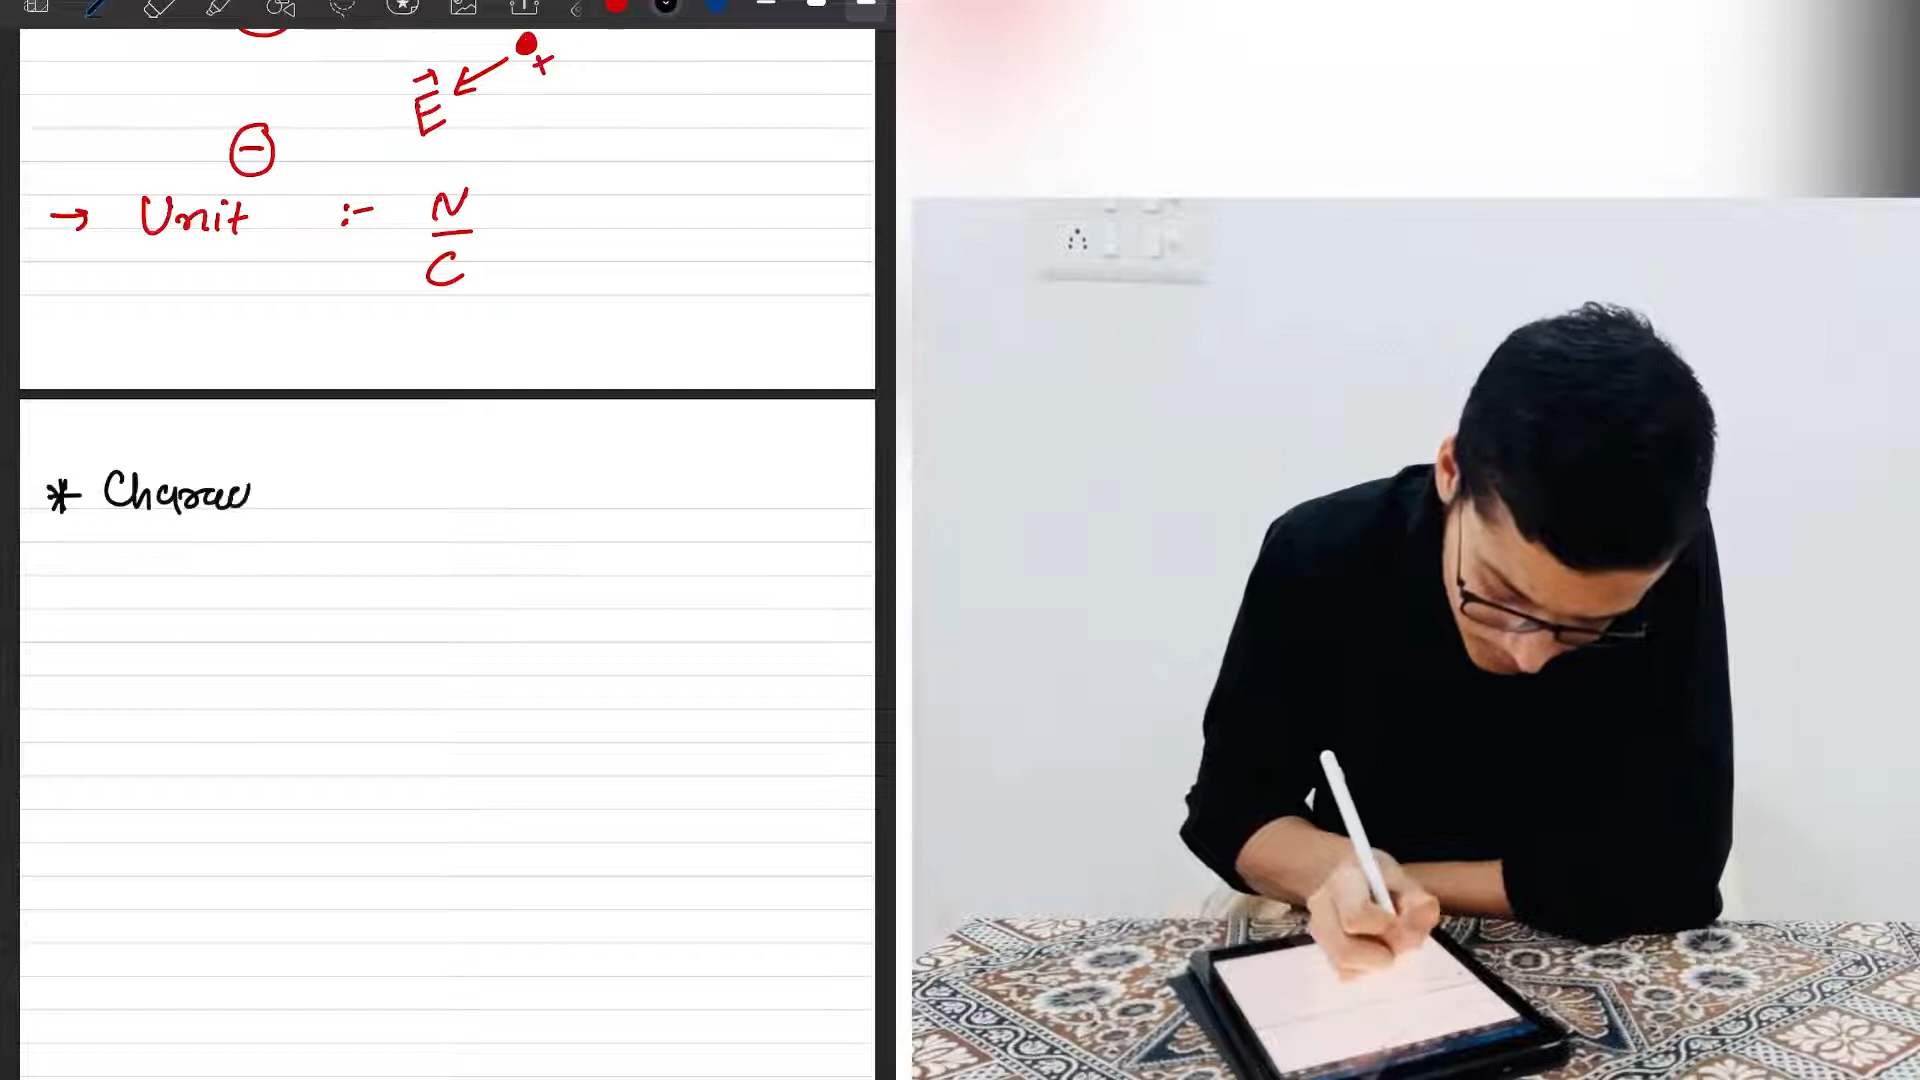 +
E
→ Unit :- N/C
* Charac